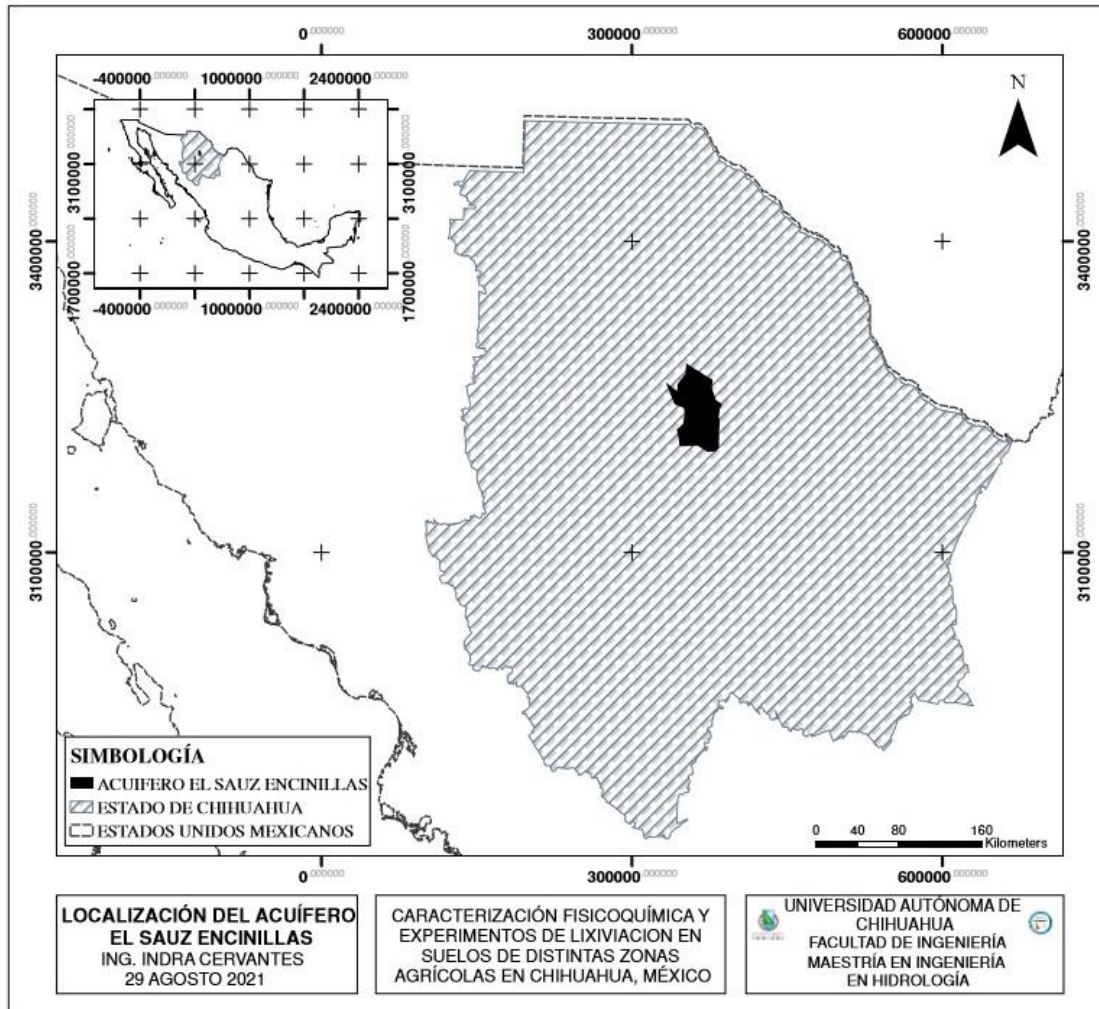 0.000000 300000.000000 600000.000000
-400000.000000 1000000.000000 2400000.000000
N
3100000.000000
3100000.000000
1700000.000000
1700000.000000
-400000.000000 1000000.000000 2400000.000000
3400000.000000
3400000.000000
3100000.000000
3100000.000000
SIMBOLOGÍA
ACUIFERO EL SAUZ ENCINILLAS
ESTADO DE CHIHUAHUA
ESTADOS UNIDOS MEXICANOS
0 40 80 160
Kilometers
0.000000 300000.000000 600000.000000
LOCALIZACIÓN DEL ACUÍFERO
EL SAUZ ENCINILLAS
ING. INDRA CERVANTES
29 AGOSTO 2021
CARACTERIZACIÓN FISICOQUÍMICA Y
EXPERIMENTOS DE LIXIVIACION EN
SUELOS DE DISTINTAS ZONAS
AGRÍCOLAS EN CHIHUAHUA, MÉXICO
UNIVERSIDAD AUTÓNOMA DE
CHIHUAHUA
FACULTAD DE INGENIERÍA
MAESTRÍA EN INGENIERÍA
EN HIDROLOGÍA